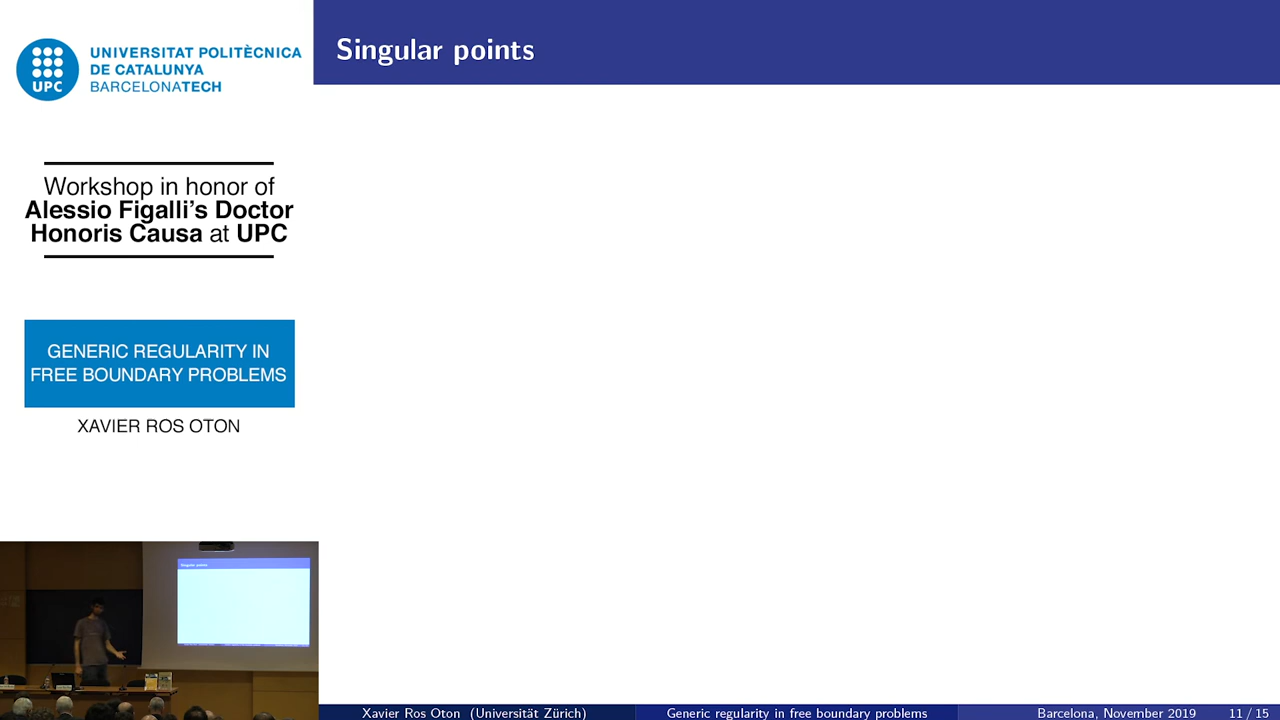 UPC
UNIVERSITAT POLITÈCNICA
DE CATALUNYA
BARCELONATECH
Workshop in honor of
Alessio Figalli's Doctor
Honoris Causa at UPC
GENERIC REGULARITY IN
FREE BOUNDARY PROBLEMS
XAVIER ROS OTON
Singular points
Singular points
Xavier Ros Oton (Universität Zürich)
Generic regularity in free boundary problems
Barcelona, November 2019
11 / 15